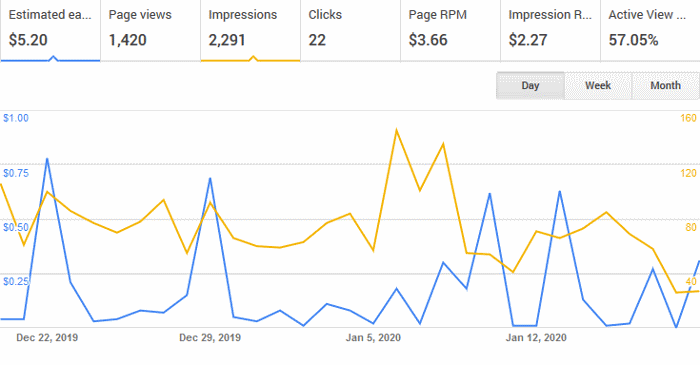 Estimated ea... Page views Impressions Clicks Page RPM Impression R... Active View ...
$5.20 1,420 2,291 22 $3.66 $2.27 57.05%
Day Week Month
$1.00 160
$0.75 120
$0.50 80
$0.25 40
Dec 22, 2019 Dec 29, 2019 Jan 5, 2020 Jan 12, 2020